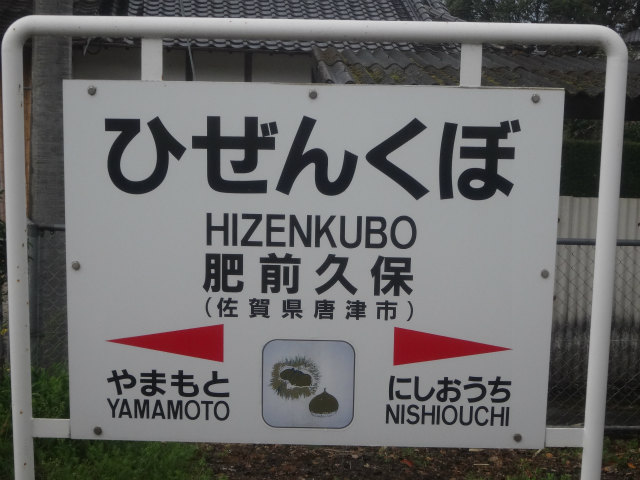 ひぜんくぼ
HIZENKUBO
肥前久保
(佐賀県唐津市)
やまもと にしおうち
YAMAMOTO NISHIOUCHI